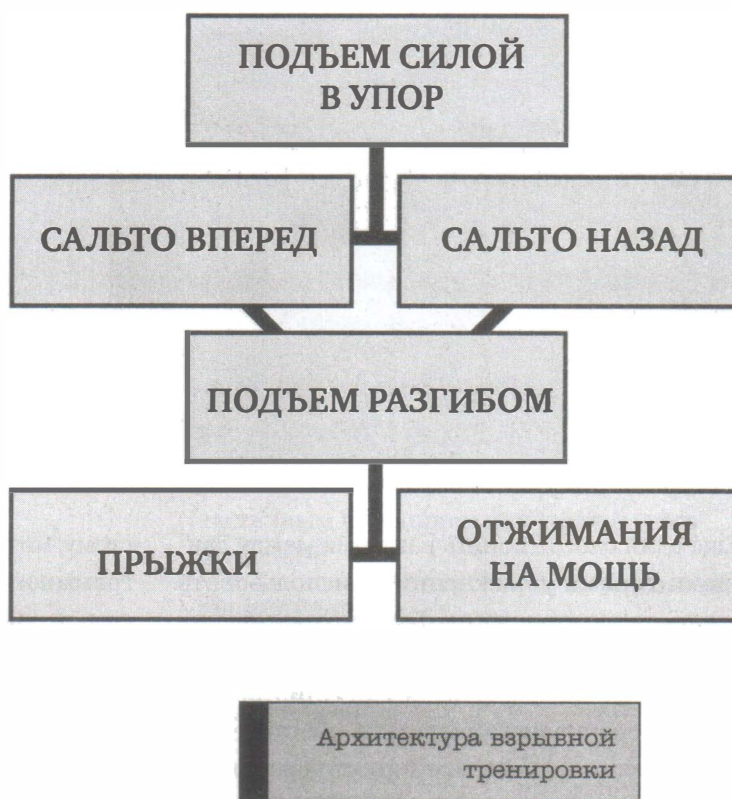 ПОДЪЕМ СИЛОЙ
В УПОР
САЛЬТО ВПЕРЕД
САЛЬТО НАЗАД
ПОДЪЕМ РАЗГИБОМ
ПРЫЖКИ
ОТЖИМАНИЯ
НА МОЩЬ
Архитектура взрывной
тренировки